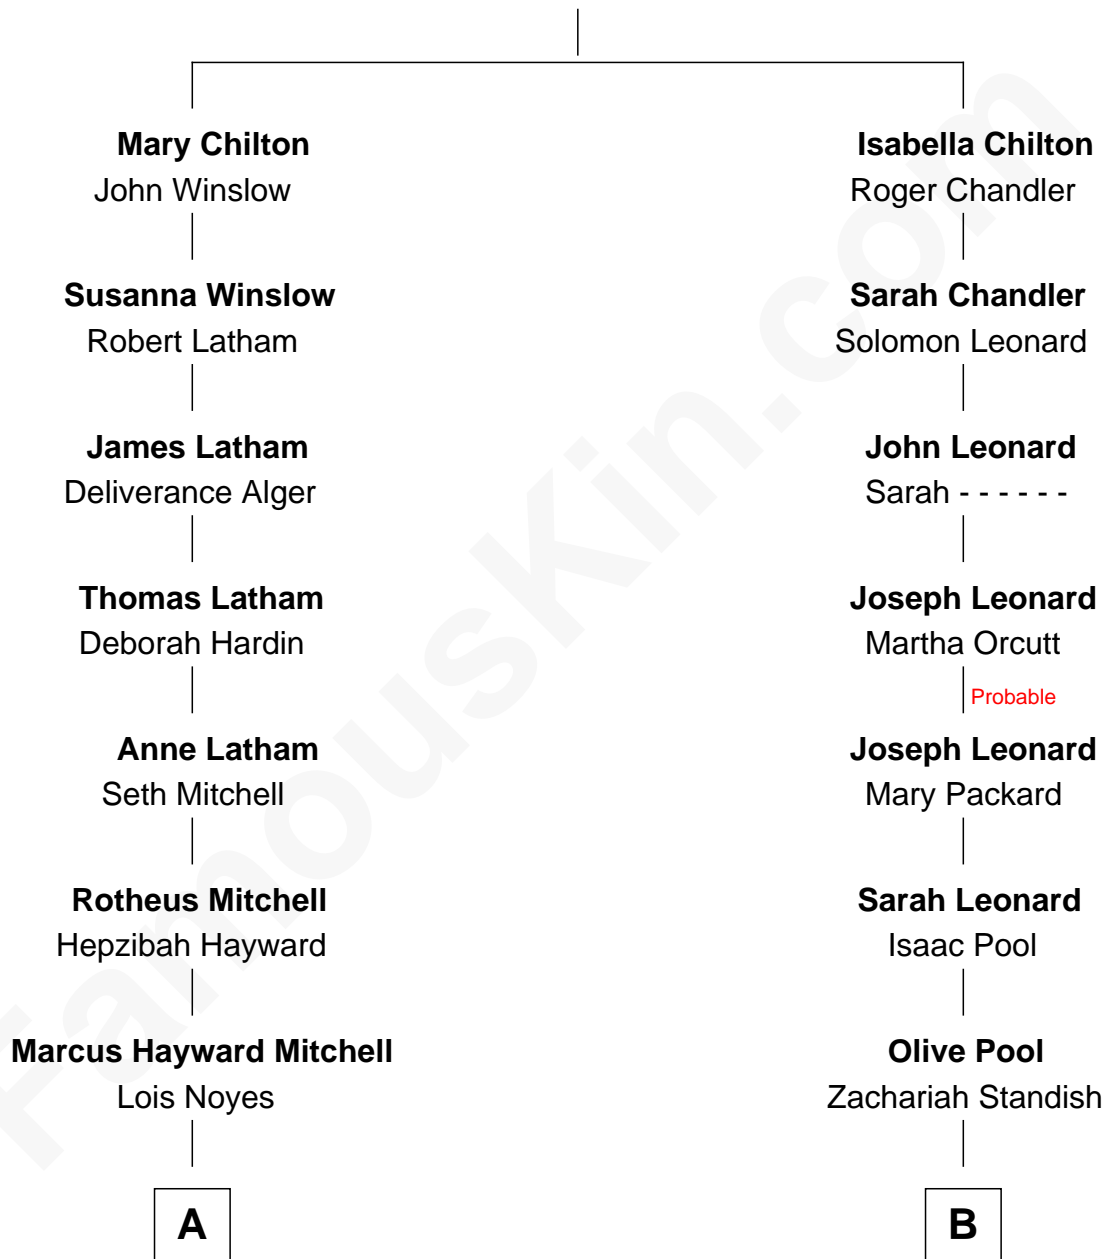 Mary Chilton
John Winslow
Isabella Chilton
Roger Chandler
Susanna Winslow
Robert Latham
Sarah Chandler
Solomon Leonard
James Latham
Deliverance Alger
John Leonard
Sarah - - - - - -
Thomas Latham
Deborah Hardin
Joseph Leonard
Martha Orcutt
Probable
Anne Latham
Seth Mitchell
Joseph Leonard
Mary Packard
Rotheus Mitchell
Hepzibah Hayward
Sarah Leonard
Isaac Pool
Marcus Hayward Mitchell
Lois Noyes
Olive Pool
Zachariah Standish
A
B
FamousKin.com